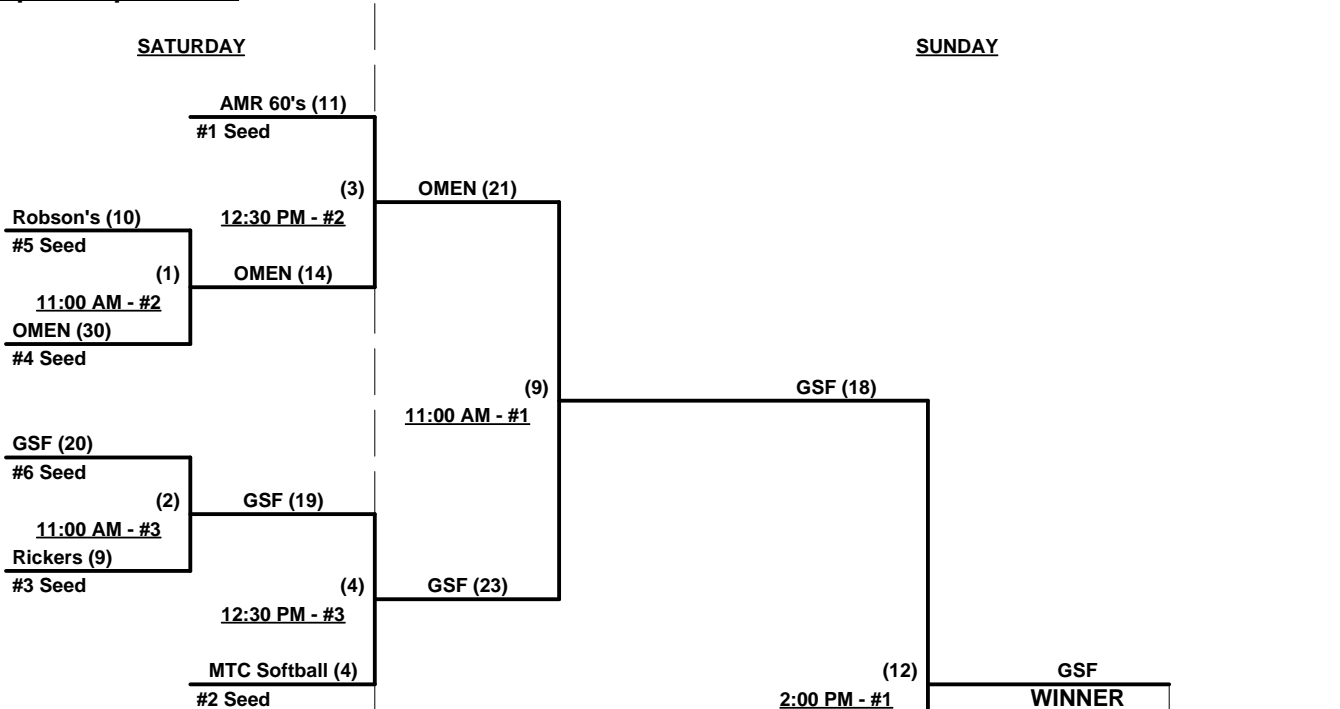 SATURDAY
SUNDAY
AMR 60's (11)
#1 Seed
(3)
OMEN (21)
Robson's (10)
12:30 PM - #2
#5 Seed
(1)
OMEN (14)
11:00 AM - #2
OMEN (30)
#4 Seed
(9)
GSF (18)
11:00 AM - #1
GSF (20)
#6 Seed
(2)
GSF (19)
11:00 AM - #3
Rickers (9)
#3 Seed
(4)
GSF (23)
12:30 PM - #3
MTC Softball (4)
(12)
GSF
#2 Seed
2:00 PM - #1
WINNER